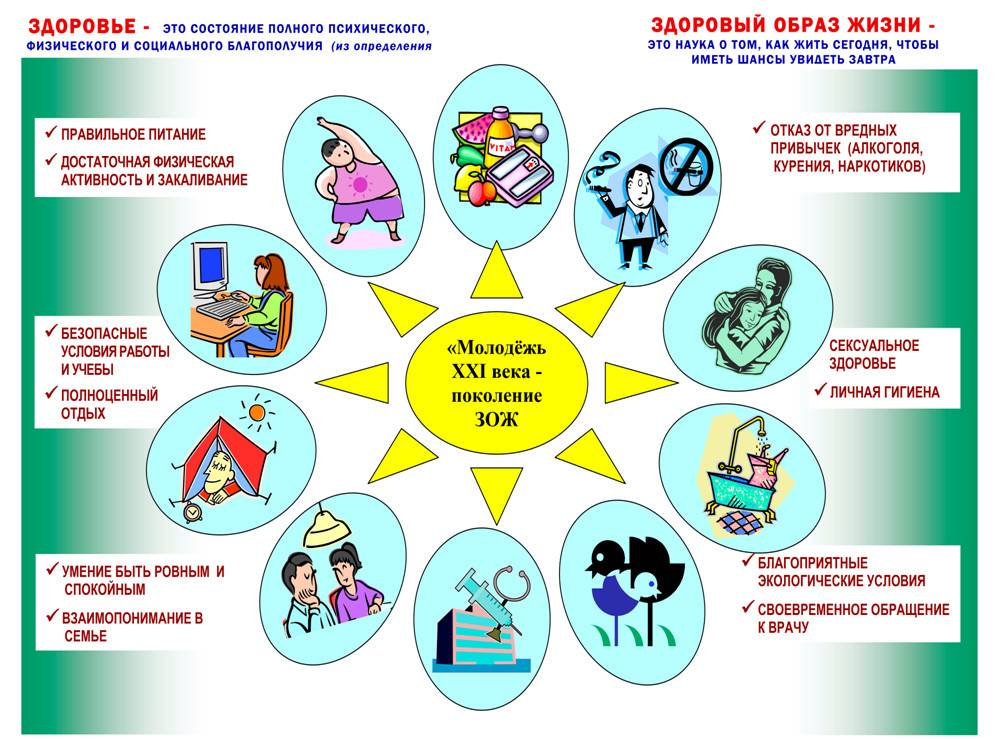 ЗДОРОВЬЕ - ЭТО СОСТОЯНИЕ ПОЛНОГО ПСИХИЧЕСКОГО,
ФИЗИЧЕСКОГО И СОЦИАЛЬНОГО БЛАГОПОЛУЧИЯ (из определения
ЗДОРОВЫЙ ОБРАЗ ЖИЗНИ -
ЭТО НАУКА О ТОМ, КАК ЖИТЬ СЕГОДНЯ, ЧТОБЫ
ИМЕТЬ ШАНСЫ УВИДЕТЬ ЗАВТРА
✓ ПРАВИЛЬНОЕ ПИТАНИЕ
✓ ДОСТАТОЧНАЯ ФИЗИЧЕСКАЯ
АКТИВНОСТЬ И ЗАКАЛИВАНИЕ
VITA
✓ ОТКАЗ ОТ ВРЕДНЫХ
ПРИВЫЧЕК (АЛКОГОЛЯ,
КУРЕНИЯ, НАРКОТИКОВ)
✓ БЕЗОПАСНЫЕ
УСЛОВИЯ РАБОТЫ
И УЧЕБЫ
✓ ПОЛНОЦЕННЫЙ
ОТДЫХ
«Молодёжь
XXI века -
поколение
ЗОЖ
СЕКСУАЛЬНОЕ
ЗДОРОВЬЕ
✓ ЛИЧНАЯ ГИГИЕНА
✓ УМЕНИЕ БЫТЬ РОВНЫМ И
СПОКОЙНЫМ
✓ ВЗАИМОПОНИМАНИЕ В
СЕМЬЕ
✓ БЛАГОПРИЯТНЫЕ
ЭКОЛОГИЧЕСКИЕ УСЛОВИЯ
✓ СВОЕВРЕМЕННОЕ ОБРАЩЕНИЕ
К ВРАЧУ